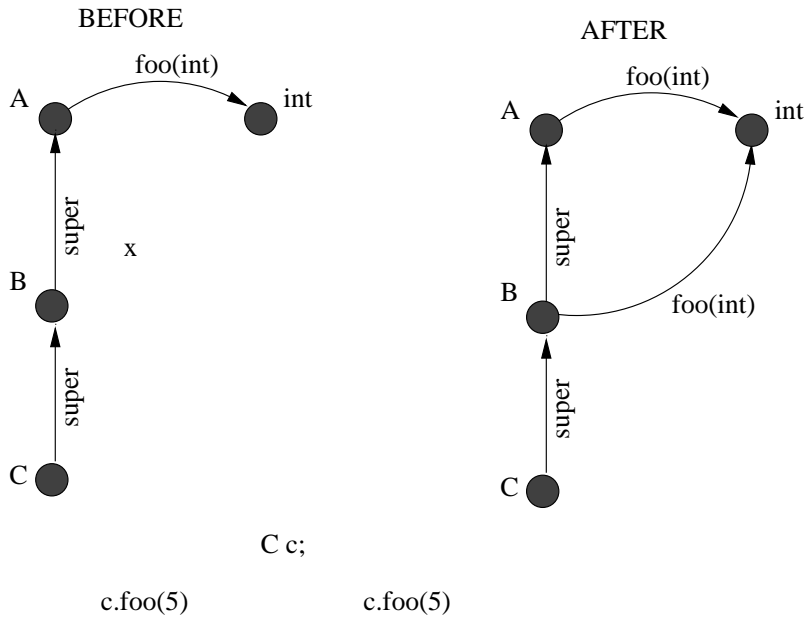 BEFORE
foo(int)
A
int
super
x
B
super
C
AFTER
foo(int)
A
int
super
B
foo(int)
super
C
C c;
c.foo(5)
c.foo(5)